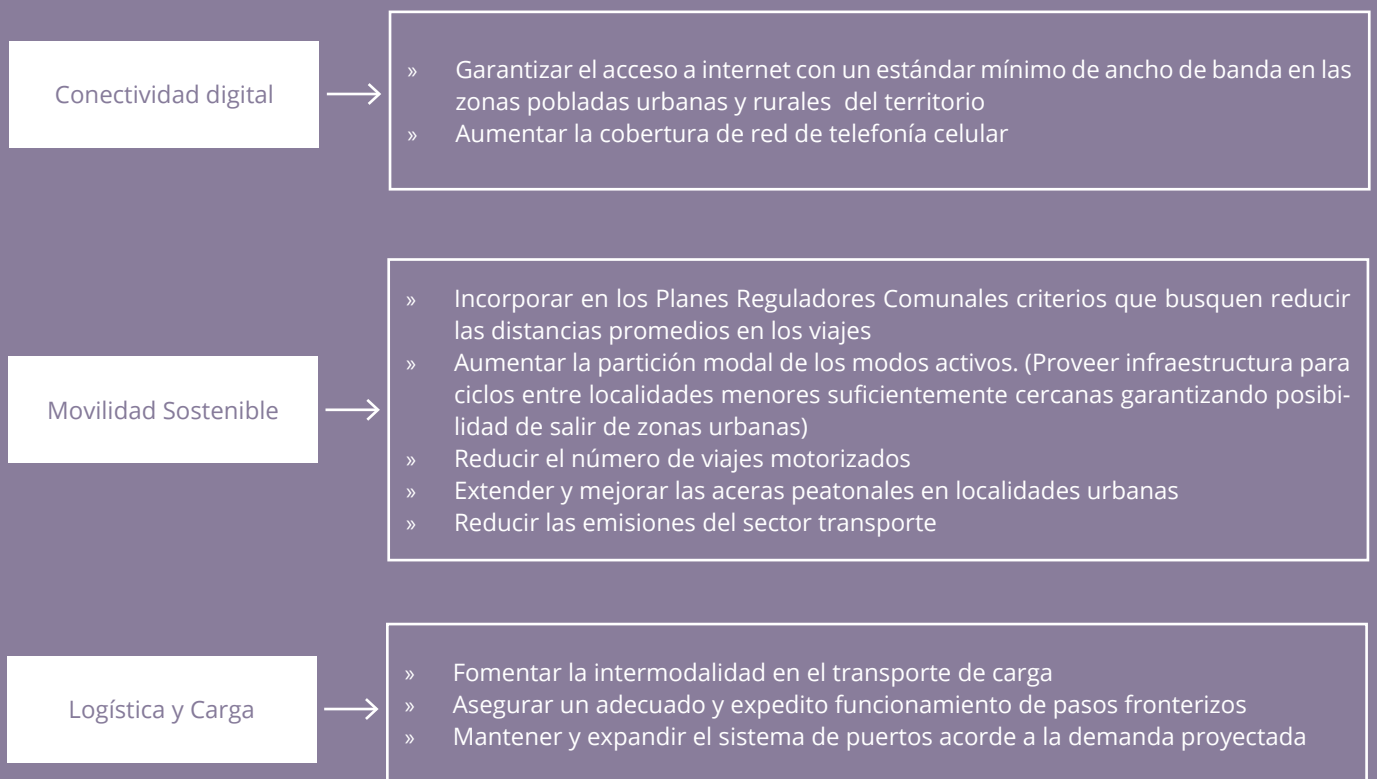 Conectividad digital
» Garantizar el acceso a internet con un estándar mínimo de ancho de banda en las
zonas pobladas urbanas y rurales del territorio
» Aumentar la cobertura de red de telefonía celular
Movilidad Sostenible
» Incorporar en los Planes Reguladores Comunales criterios que busquen reducir
las distancias promedios en los viajes
» Aumentar la partición modal de los modos activos. (Proveer infraestructura para
ciclos entre localidades menores suficientemente cercanas garantizando posibi-
lidad de salir de zonas urbanas)
» Reducir el número de viajes motorizados
» Extender y mejorar las aceras peatonales en localidades urbanas
» Reducir las emisiones del sector transporte
Logística y Carga
» Fomentar la intermodalidad en el transporte de carga
» Asegurar un adecuado y expedito funcionamiento de pasos fronterizos
» Mantener y expandir el sistema de puertos acorde a la demanda proyectada